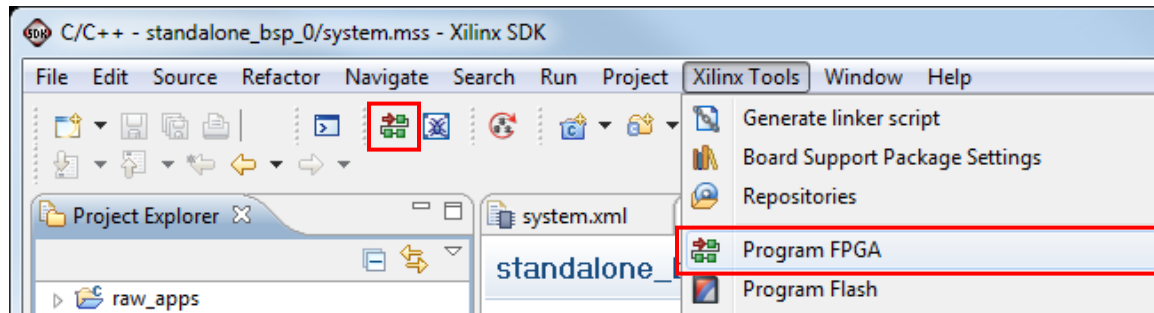 C/C++ - standalone_bsp_0/system.mss - Xilinx SDK
File Edit Source Refactor Navigate Search Run Project Xilinx Tools Window Help
Generate linker script
Board Support Package Settings
Repositories
Program FPGA
Program Flash
Project Explorer
system.xml
standalone_
raw_apps